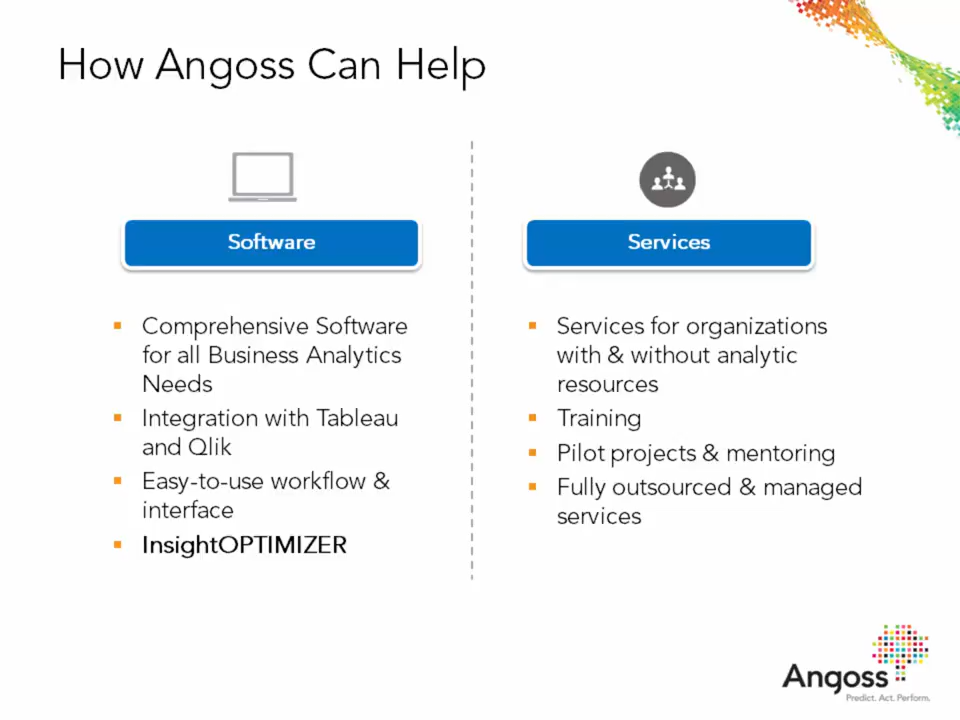 How Angoss Can Help
Software
Comprehensive Software
for all Business Analytics
Needs
Integration with Tableau
and Qlik
Easy-to-use workflow &
interface
InsightOPTIMIZER
Services
Services for organizations
with & without analytic
resources
Training
Pilot projects & mentoring
Fully outsourced & managed
services
Angoss
Predict. Act. Perform.